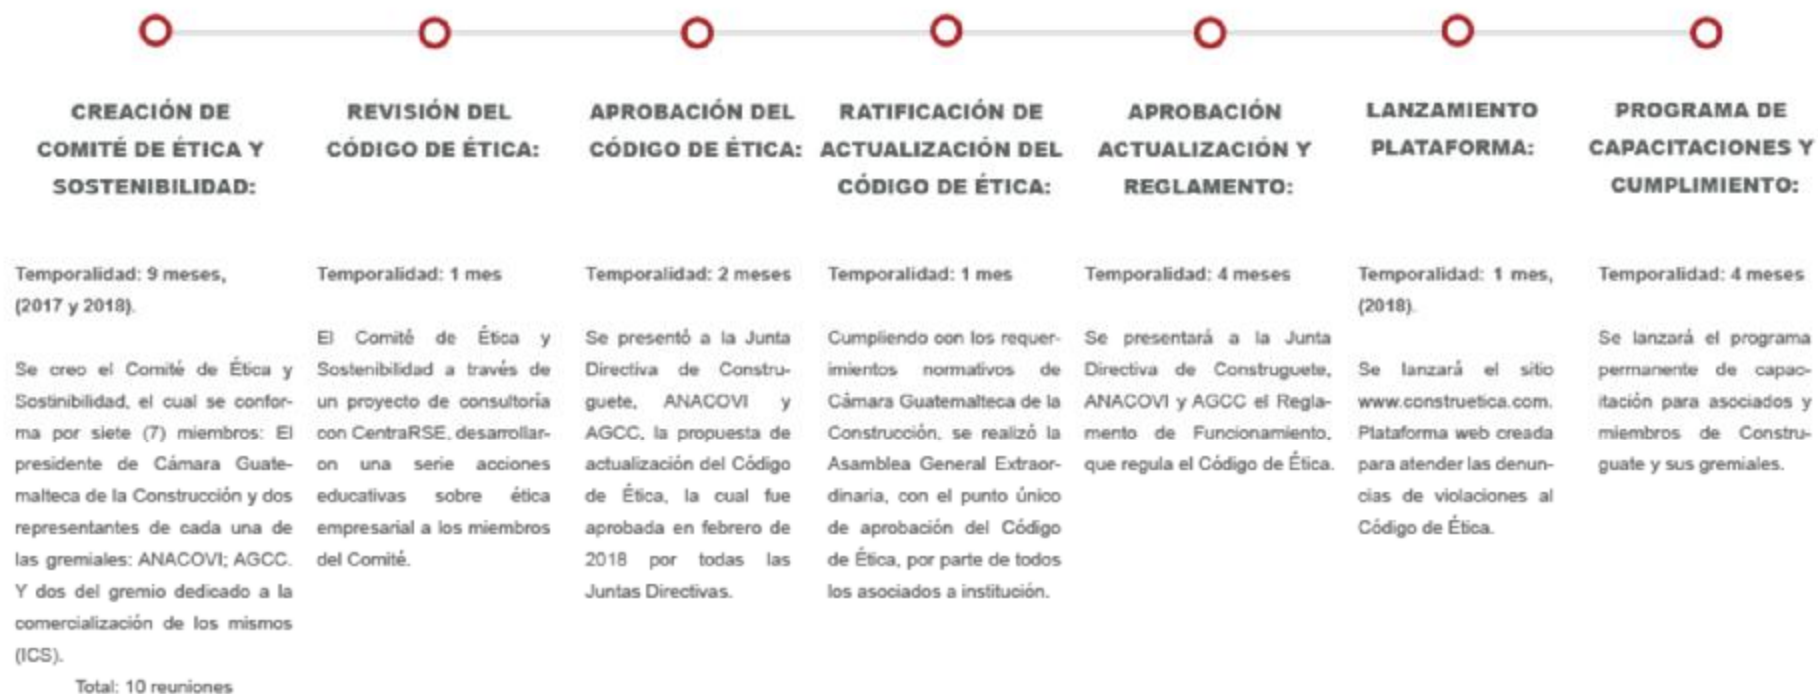 CREACIÓN DE
COMITÉ DE ÉTICA Y
SOSTENIBILIDAD:
Temporalidad: 9 meses,
(2017 y 2018).
Se creo el Comité de Ética y
Sostinibilidad, el cual se confor-
ma por siete (7) miembros: El
presidente de Cámara Guate-
malteca de la Construcción y dos
representantes de cada una de
las gremiales: ANACOVI; AGCC.
Y dos del gremio dedicado a la
comercialización de los mismos
(ICS).
Total: 10 reuniones
REVISIÓN DEL
CÓDIGO DE ÉTICA:
Temporalidad: 1 mes
El Comité de Ética y
Sostenibilidad a través de
un proyecto de consultoría
con CentraRSE, desarrollar-
on una serie acciones
educativas sobre ética
empresarial a los miembros
del Comité.
APROBACIÓN DEL
CÓDIGO DE ÉTICA:
Temporalidad: 2 meses
Se presentó a la Junta
Directiva de Constru-
guete, ANACOVI y
AGCC, la propuesta de
actualización del Código
de Ética, la cual fue
aprobada en febrero de
2018 por todas las
Juntas Directivas.
RATIFICACIÓN DE
ACTUALIZACIÓN DEL
CÓDIGO DE ÉTICA:
Temporalidad: 1 mes
Cumpliendo con los requer-
imientos normativos de
Cámara Guatemalteca de la
Construcción, se realizó la
Asamblea General Extraor-
dinaria, con el punto único
de aprobación del Código
de Ética, por parte de todos
los asociados a institución.
APROBACIÓN
ACTUALIZACIÓN Y
REGLAMENTO:
Temporalidad: 4 meses
Se presentará a la Junta
Directiva de Construguete,
ANACOVI y AGCC el Regla-
mento de Funcionamiento,
que regula el Código de Ética.
LANZAMIENTO
PLATAFORMA:
Temporalidad: 1 mes,
(2018).
Se lanzará el sitio
www.construetica.com.
Plataforma web creada
para atender las denun-
cias de violaciones al
Código de Ética.
PROGRAMA DE
CAPACITACIONES Y
CUMPLIMIENTO:
Temporalidad: 4 meses
Se lanzará el programa
permanente de capac-
itación para asociados y
miembros de Constru-
guate y sus gremiales.